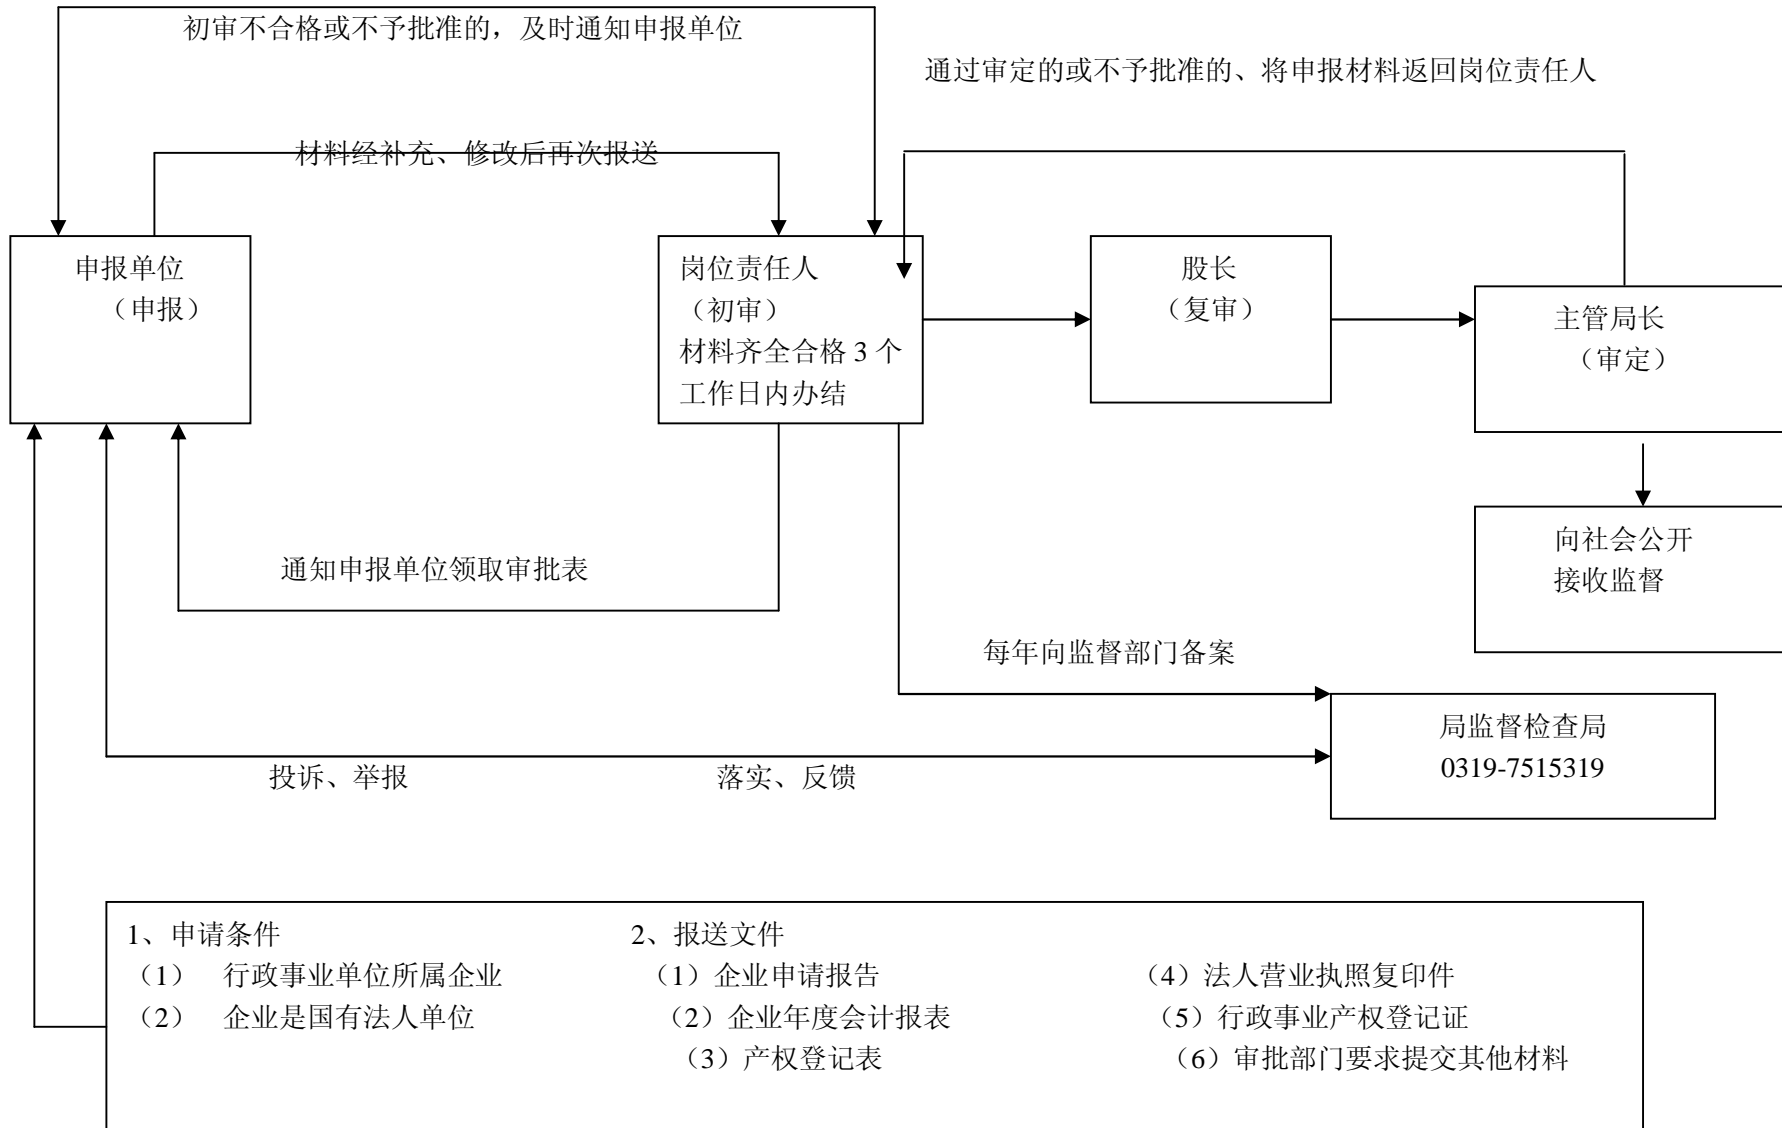 初审不合格或不予批准的，及时通知申报单位
通过审定的或不予批准的、将申报材料返回岗位责任人
材料经补充、修改后再次报送
申报单位
（申报）
岗位责任人
（初审）
材料齐全合格 3 个
工作日内办结
股长
（复审）
主管局长
（审定）
向社会公开
接收监督
通知申报单位领取审批表
每年向监督部门备案
局监督检查局
0319-7515319
投诉、举报 落实、反馈
1、申请条件 2、报送文件
（1） 行政事业单位所属企业 （1）企业申请报告 （4）法人营业执照复印件
（2） 企业是国有法人单位 （2）企业年度会计报表 （5）行政事业产权登记证
（3）产权登记表 （6）审批部门要求提交其他材料